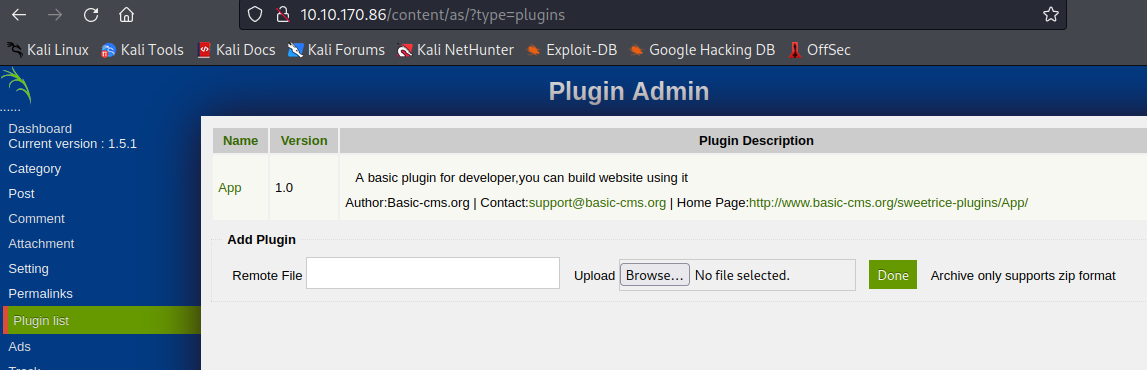 10.10.170.86/content/as/?type=plugins
Kali Linux Kali Tools Kali Docs Kali Forums Kali NetHunter Exploit-DB Google Hacking DB OffSec
Plugin Admin
......
Dashboard
Current version : 1.5.1
Category
Post
Comment
Attachment
Setting
Permalinks
Plugin list
Ads
Track
Name Version Plugin Description
App 1.0 A basic plugin for developer,you can build website using it
Author:Basic-cms.org | Contact:support@basic-cms.org | Home Page:http://www.basic-cms.org/sweetrice-plugins/App/
Add Plugin
Remote File Upload Browse... No file selected. Done Archive only supports zip format